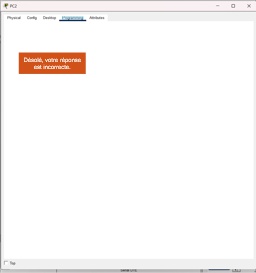 PC2
Physical Config Desktop Programming Attributes
Désolé, votre réponse
est incorrecte.
Top